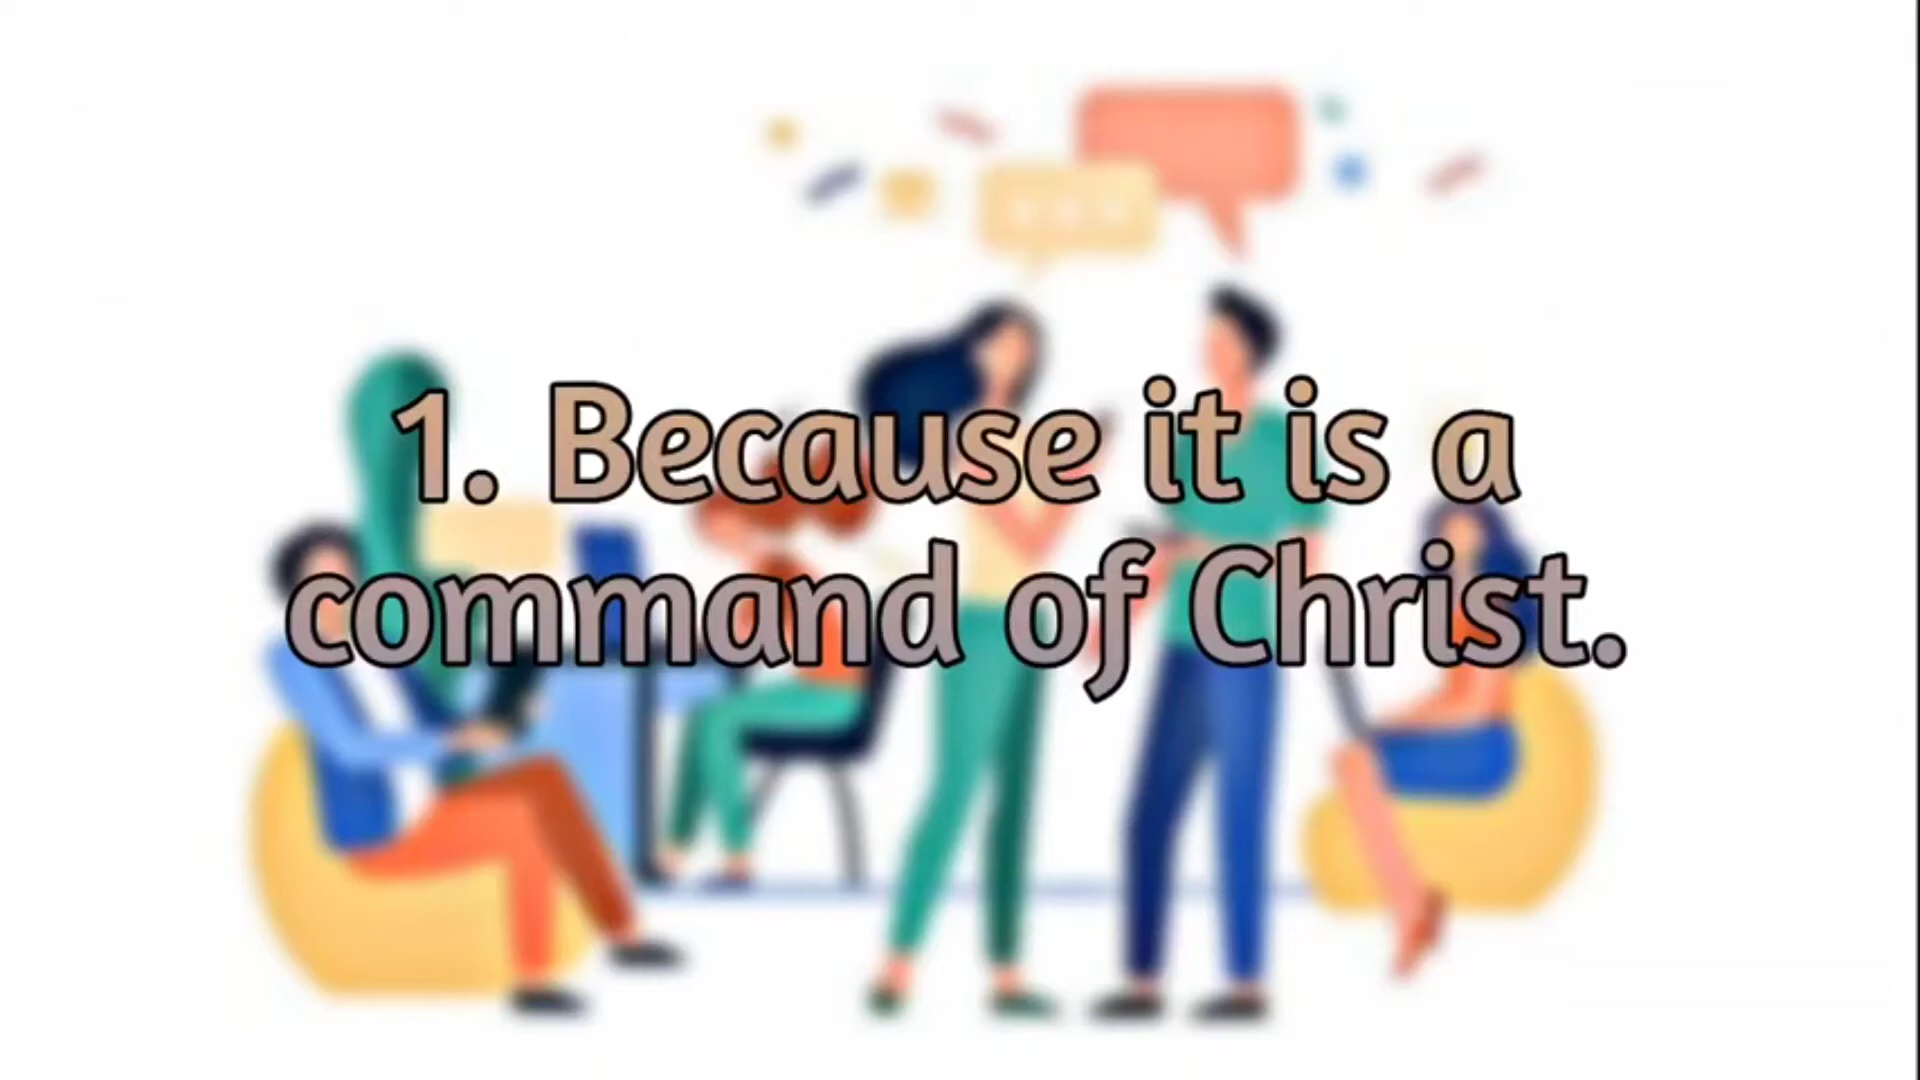 1. Because it is a
command of Christ.